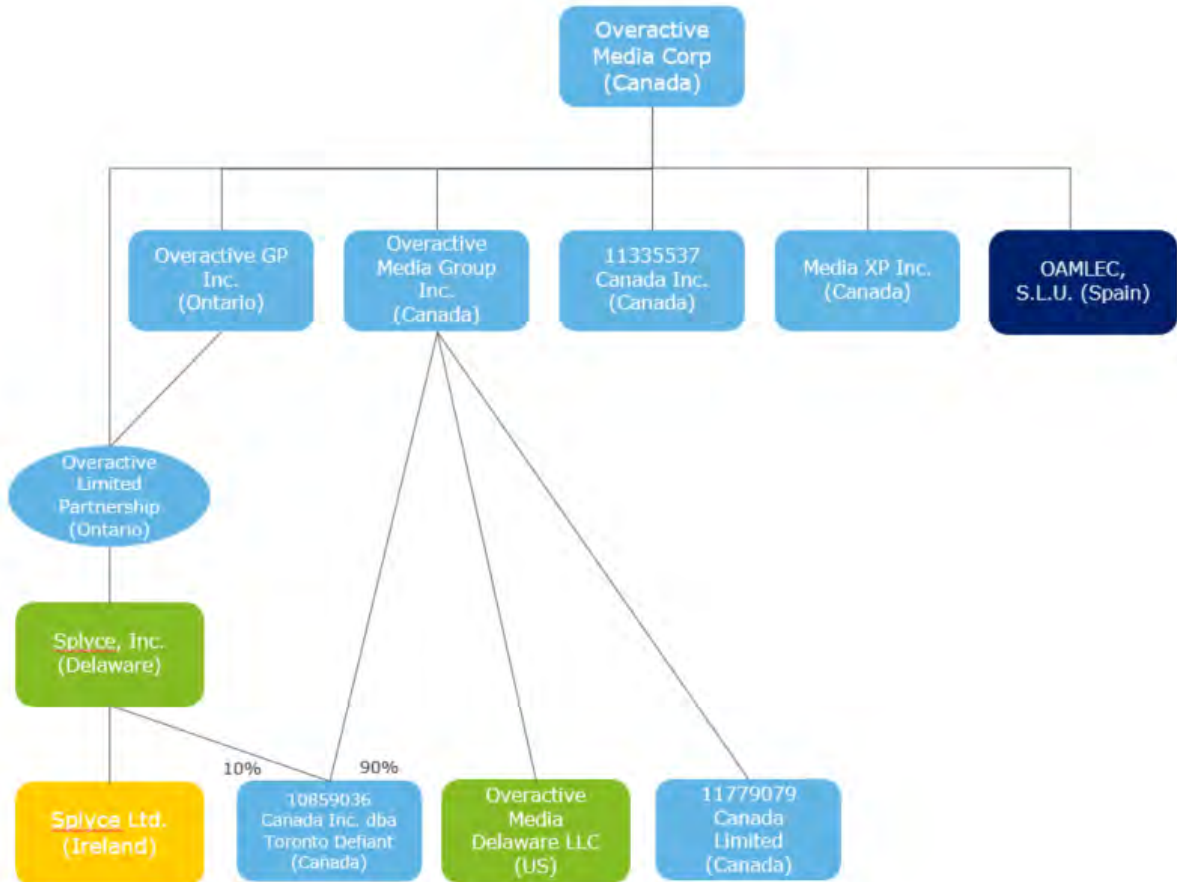 Overactive
Media Corp
(Canada)
Overactive GP
Inc.
(Ontario)
Overactive
Media Group
Inc.
(Canada)
11335537
Canada Inc.
(Canada)
Media XP Inc.
(Canada)
OAMLEC,
S.L.U. (Spain)
Overactive
Limited
Partnership
(Ontario)
Splyce, Inc.
(Delaware)
10%
90%
Splyce Ltd.
(Ireland)
10859036
Canada Inc. dba
Toronto Defiant
(Canada)
Overactive
Media
Delaware LLC
(US)
11779079
Canada
Limited
(Canada)